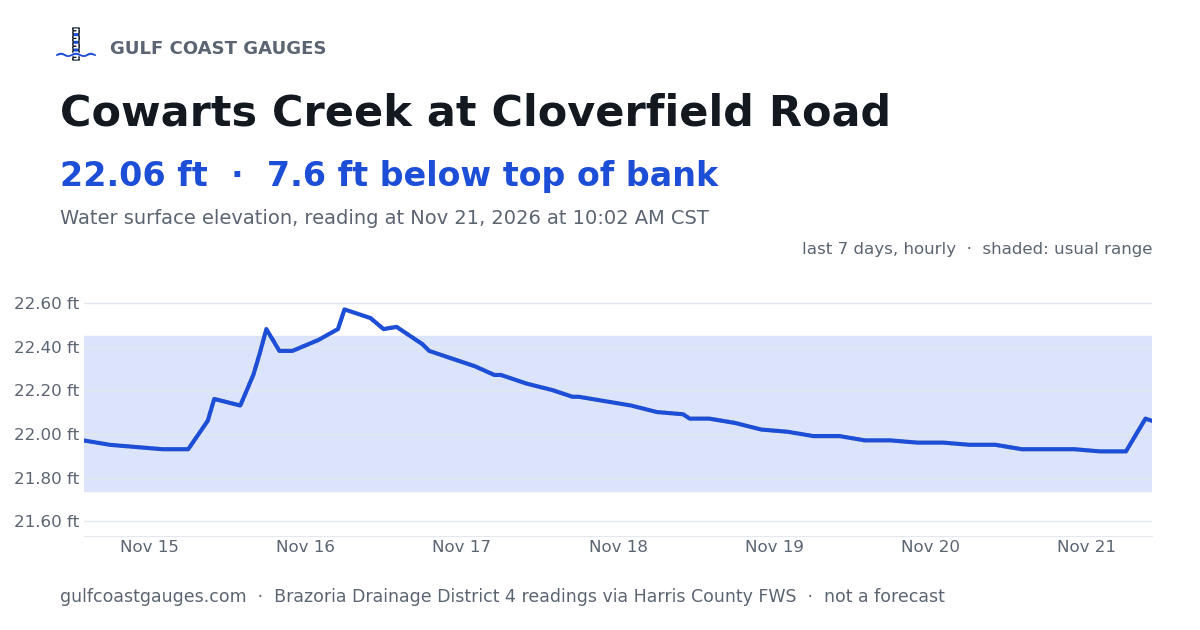 GULF COAST GAUGES
Cowarts Creek at Cloverfield Road
22.06 ft · 7.6 ft below top of bank
Water surface elevation, reading at Nov 21, 2026 at 10:02 AM CST
last 7 days, hourly · shaded: usual range
22.60 ft
22.40 ft
22.20 ft
22.00 ft
21.80 ft
21.60 ft
Nov 15 Nov 16 Nov 17 Nov 18 Nov 19 Nov 20 Nov 21
gulfcoastgauges.com · Brazoria Drainage District 4 readings via Harris County FWS · not a forecast